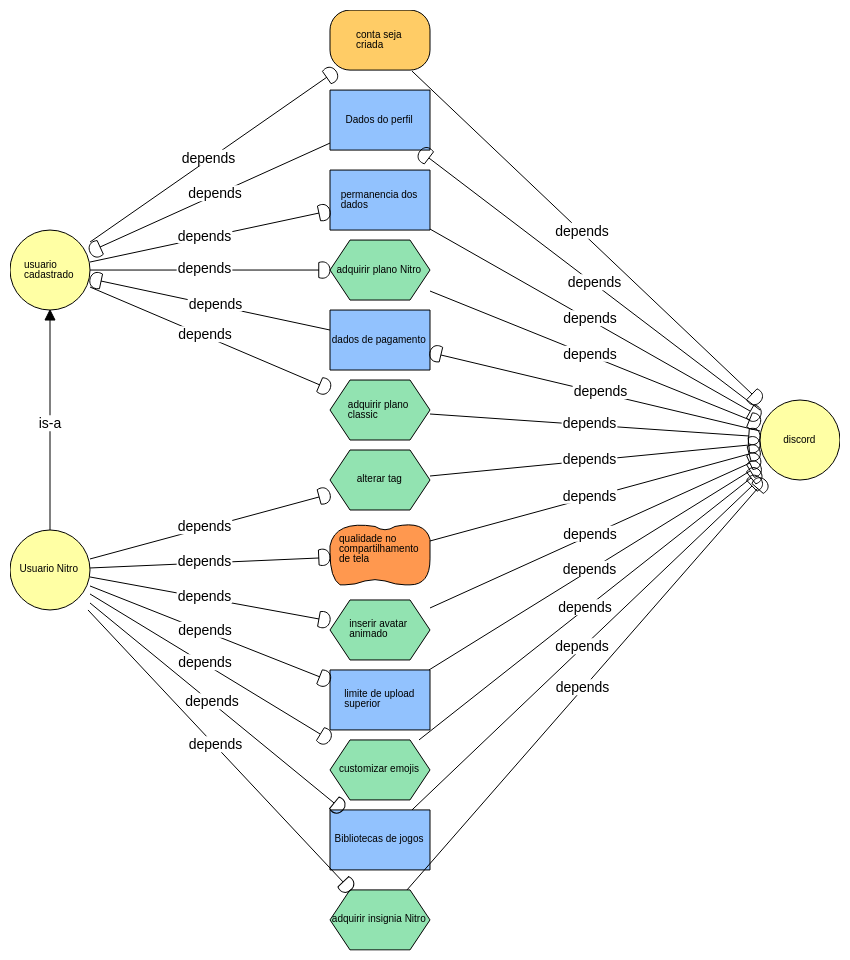 conta seja
criada
Dados do perfil
depends
depends
permanencia dos
dados
depends
depends
usuario
cadastrado
depends
adquirir plano Nitro
depends
depends
dados de pagamento
depends
depends
depends
depends
adquirir plano
classic
is-a
depends
discord
depends
alterar tag
depends
depends
qualidade no
compartilhamento
de tela
depends
depends
Usuario Nitro
depends
depends
inserir avatar
animado
depends
depends
depends
limite de upload
superior
depends
depends
depends
customizar emojis
Bibliotecas de jogos
adquirir insignia Nitro